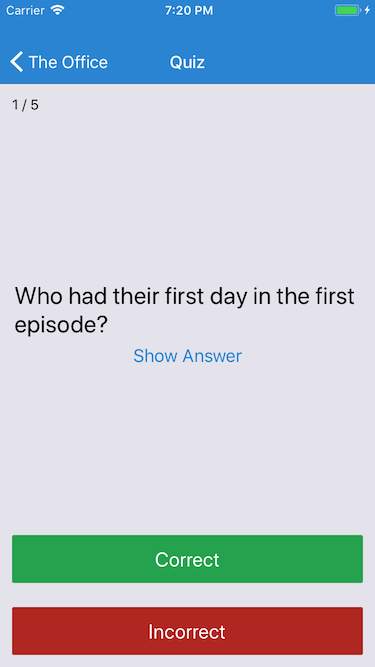 Carrier 7:20 PM
The Office Quiz
1 / 5
Who had their first day in the first
episode?
Show Answer
Correct
Incorrect